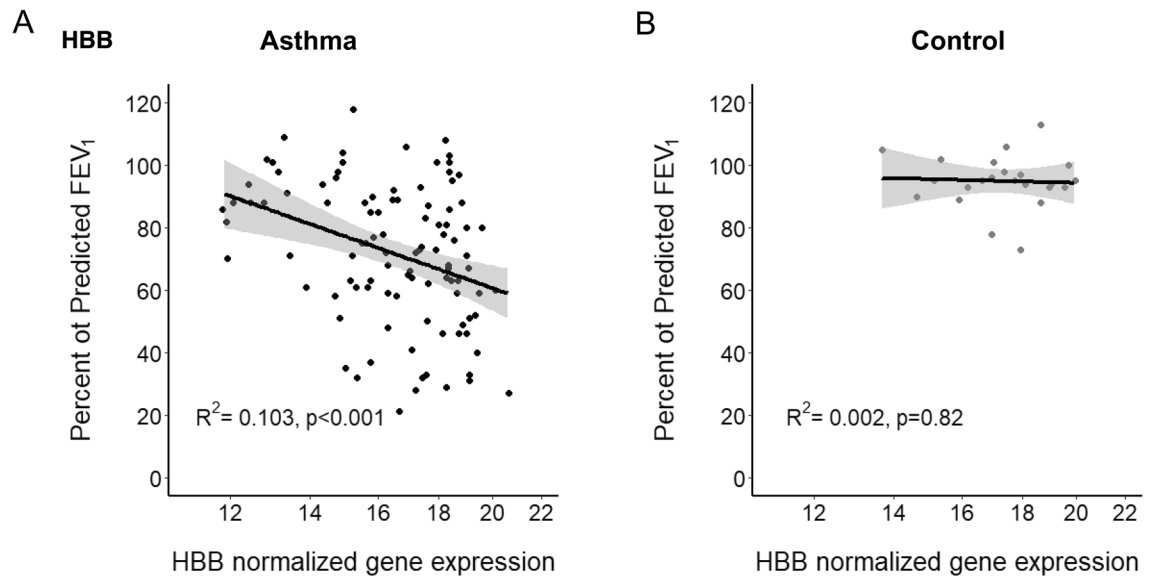 A
HBB
Asthma
Percent ot Predicted FEV1
120
100
80
60
40
20
0
R2= 0.103, p<0.001
12 14 16 18 20 22
HBB normalized gene expression
B
Control
Percent ot Predicted FEV1
120
100
80
60
40
20
0
R2= 0.002, p=0.82
12 14 16 18 20 22
HBB normalized gene expression